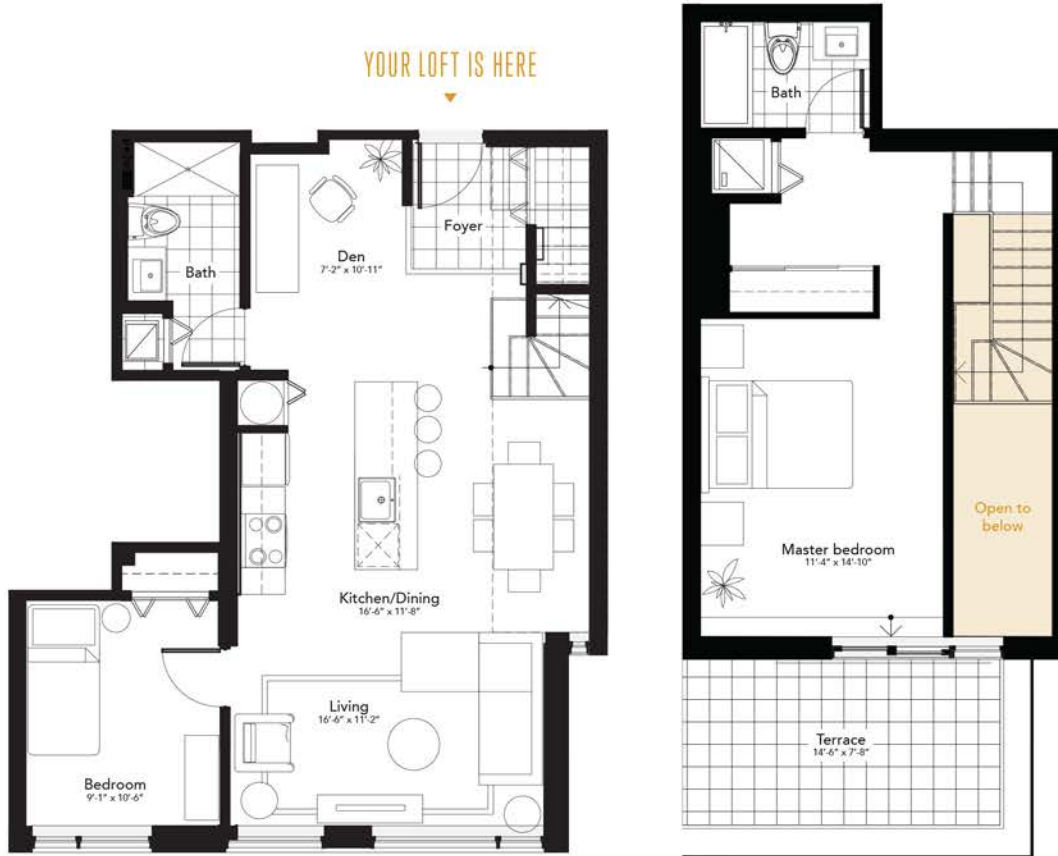 YOUR LOFT IS HERE
Bath
Den
7'-2" x 10'-11"
Foyer
Kitchen/Dining
16'-6" x 11'-8"
Living
16'-6" x 11'-2"
Bedroom
9'-1" x 10'-6"
Bath
Master bedroom
11'-4" x 14'-10"
Open to
below
Terrace
14'-6" x 7'-8"